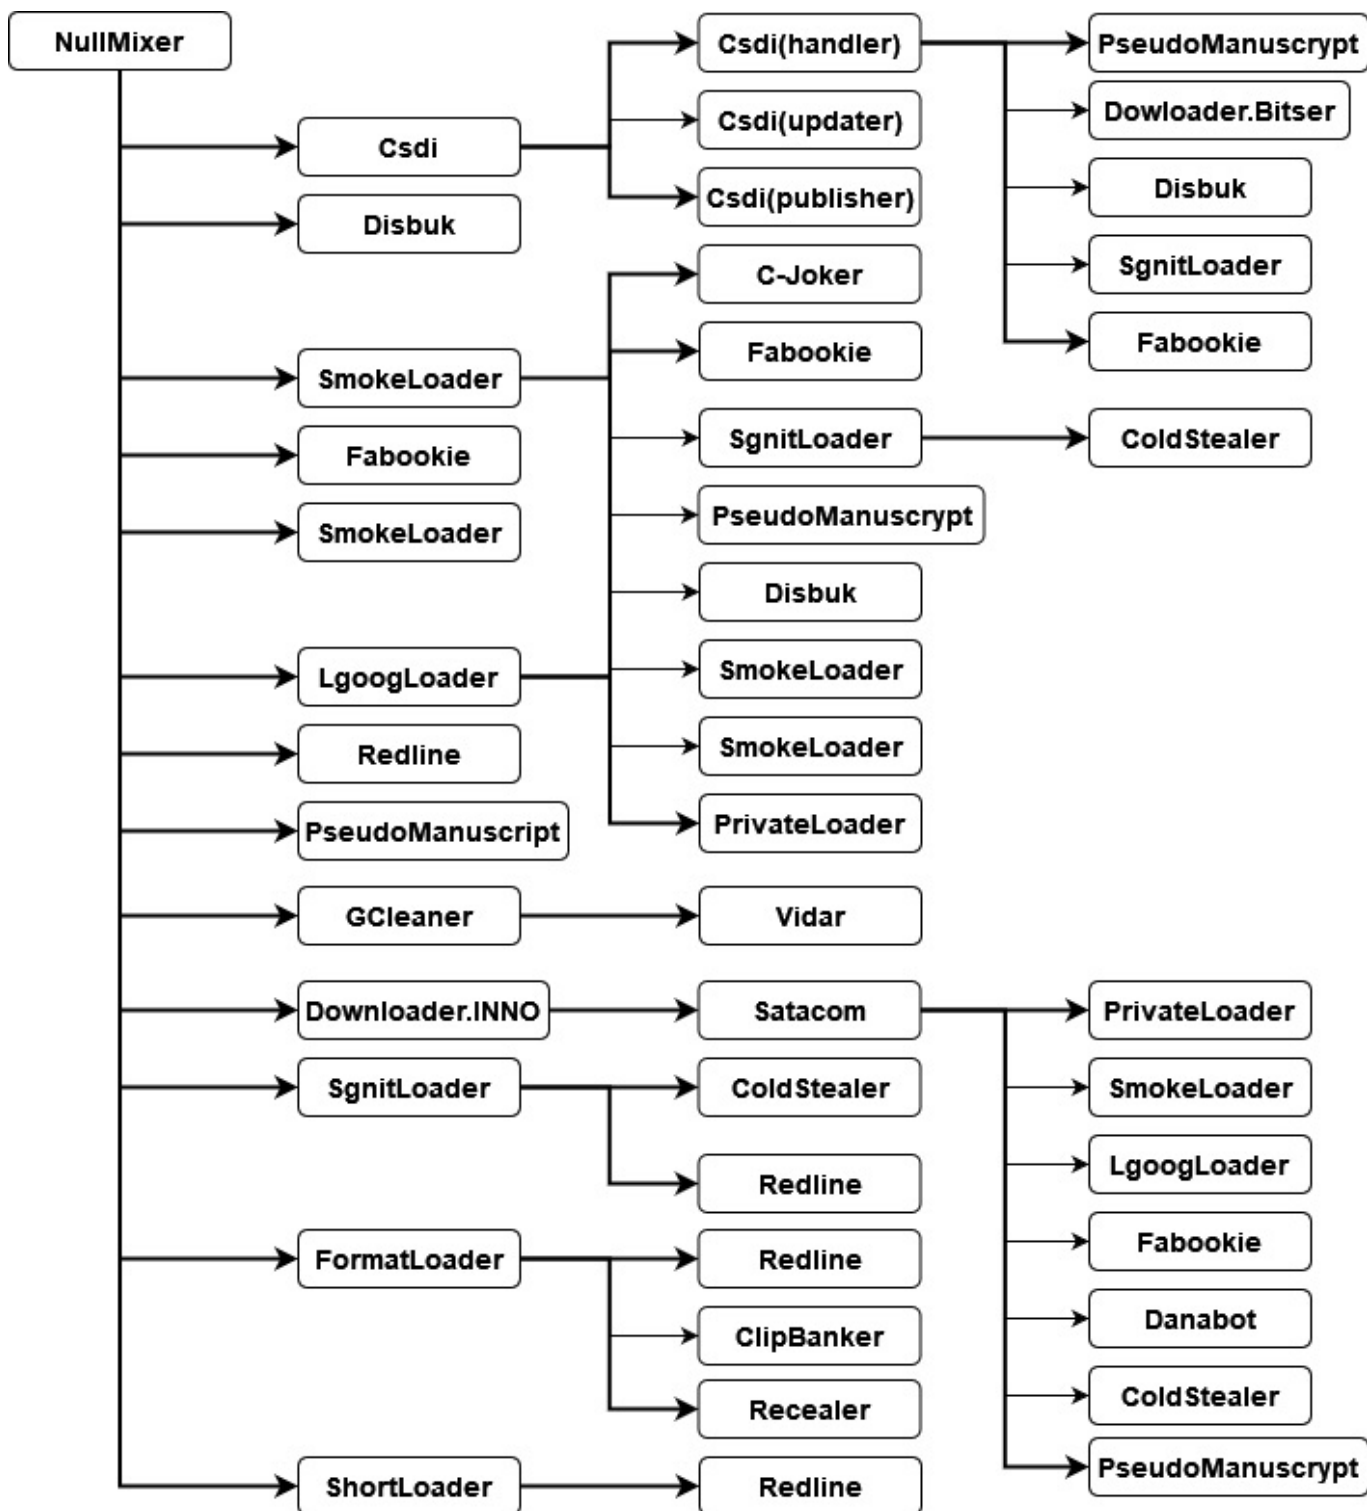 NullMixer
Csdi(handler)
PseudoManuscrypt
Csdi
Csdi(updater)
Dowloader.Bitser
Disbuk
Csdi(publisher)
Disbuk
C-Joker
SgnitLoader
SmokeLoader
Fabookie
Fabookie
Fabookie
SgnitLoader
ColdStealer
SmokeLoader
PseudoManuscrypt
Disbuk
LgoogLoader
SmokeLoader
Redline
SmokeLoader
PseudoManuscript
PrivateLoader
GCleaner
Vidar
Downloader.INNO
Satacom
PrivateLoader
SgnitLoader
ColdStealer
SmokeLoader
Redline
LgoogLoader
FormatLoader
Redline
Fabookie
ClipBanker
Danabot
Recealer
ColdStealer
ShortLoader
Redline
PseudoManuscrypt